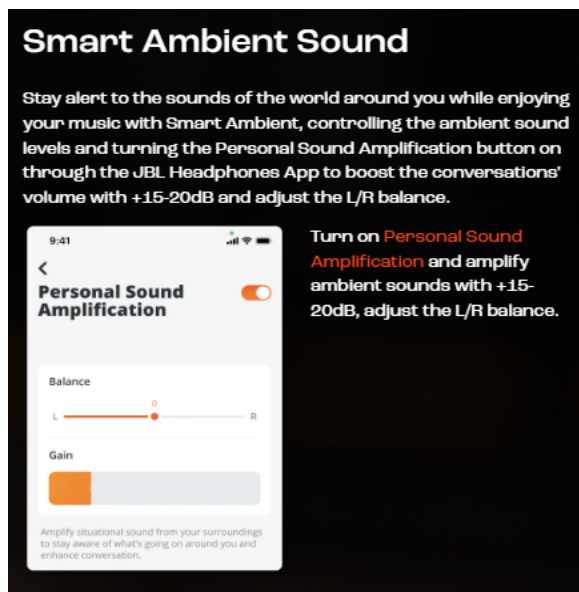 Smart Ambient Sound
Stay alert to the sounds of the world around you while enjoying
your music with Smart Ambient, controlling the ambient sound
levels and turning the Personal Sound Amplification button on
through the JBL Headphones App to boost the conversations'
volume with +15-20dB and adjust the L/R balance.
9:41
Personal Sound
Amplification
Balance
0
L R
Gain
Amplify situational sound from your surroundings
to stay aware of what's going on around you and
enhance conversation.
Turn on Personal Sound
Amplification and amplify
ambient sounds with +15-
20dB, adjust the L/R balance.